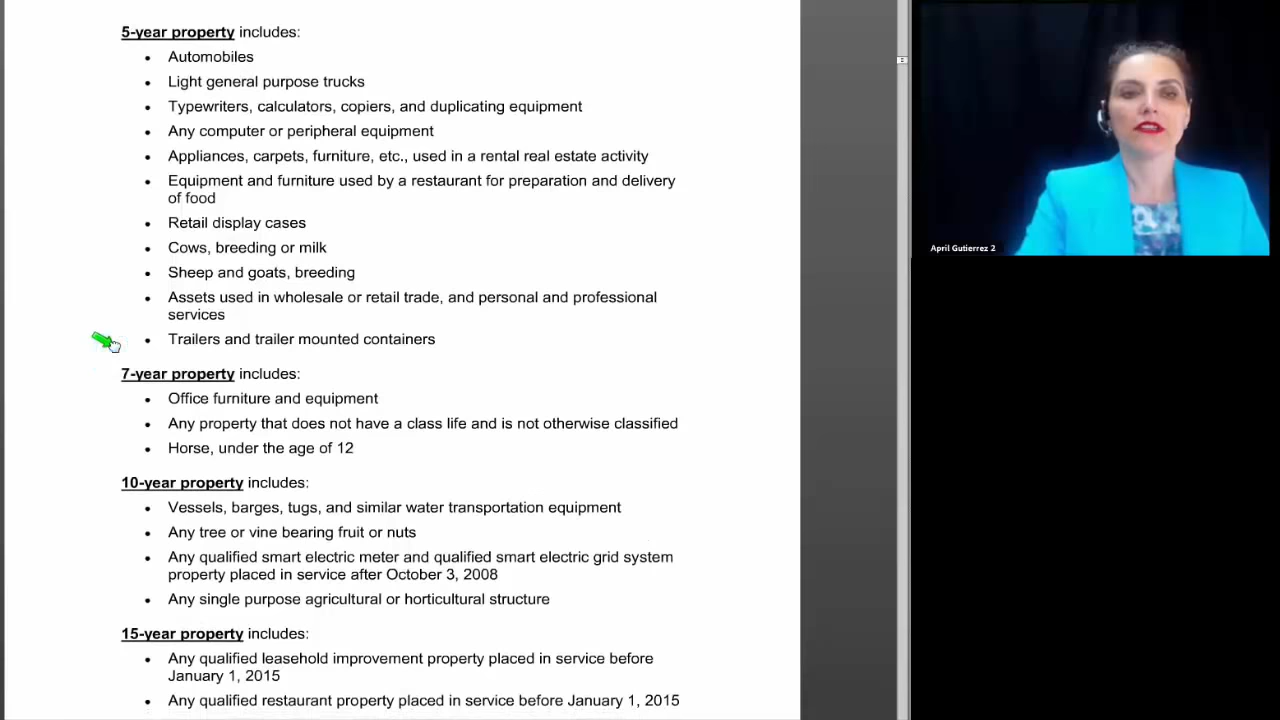 5-year property includes:
• Automobiles
• Light general purpose trucks
• Typewriters, calculators, copiers, and duplicating equipment
• Any computer or peripheral equipment
• Appliances, carpets, furniture, etc., used in a rental real estate activity
• Equipment and furniture used by a restaurant for preparation and delivery
of food
• Retail display cases
• Cows, breeding or milk
• Sheep and goats, breeding
• Assets used in wholesale or retail trade, and personal and professional
services
• Trailers and trailer mounted containers
7-year property includes:
• Office furniture and equipment
• Any property that does not have a class life and is not otherwise classified
• Horse, under the age of 12
10-year property includes:
• Vessels, barges, tugs, and similar water transportation equipment
• Any tree or vine bearing fruit or nuts
• Any qualified smart electric meter and qualified smart electric grid system
property placed in service after October 3, 2008
• Any single purpose agricultural or horticultural structure
15-year property includes:
• Any qualified leasehold improvement property placed in service before
January 1, 2015
• Any qualified restaurant property placed in service before January 1, 2015
April Gutierrez 2